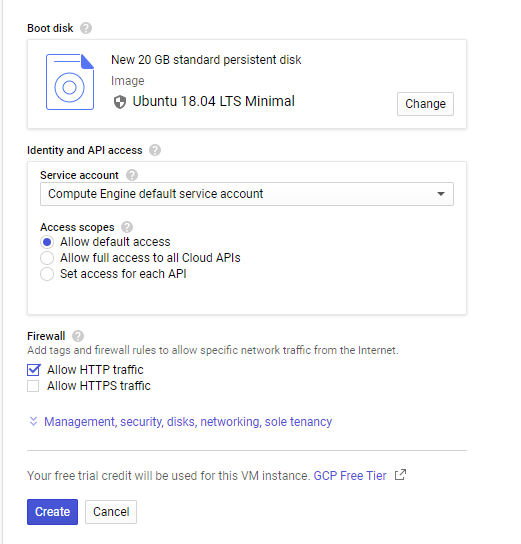 Boot disk
New 20 GB standard persistent disk
Image
Ubuntu 18.04 LTS Minimal
Change
Identity and API access
Service account
Compute Engine default service account
Access scopes
Allow default access
Allow full access to all Cloud APIs
Set access for each API
Firewall
Add tags and firewall rules to allow specific network traffic from the Internet.
Allow HTTP traffic
Allow HTTPS traffic
Management, security, disks, networking, sole tenancy
Your free trial credit will be used for this VM instance. GCP Free Tier
Create Cancel